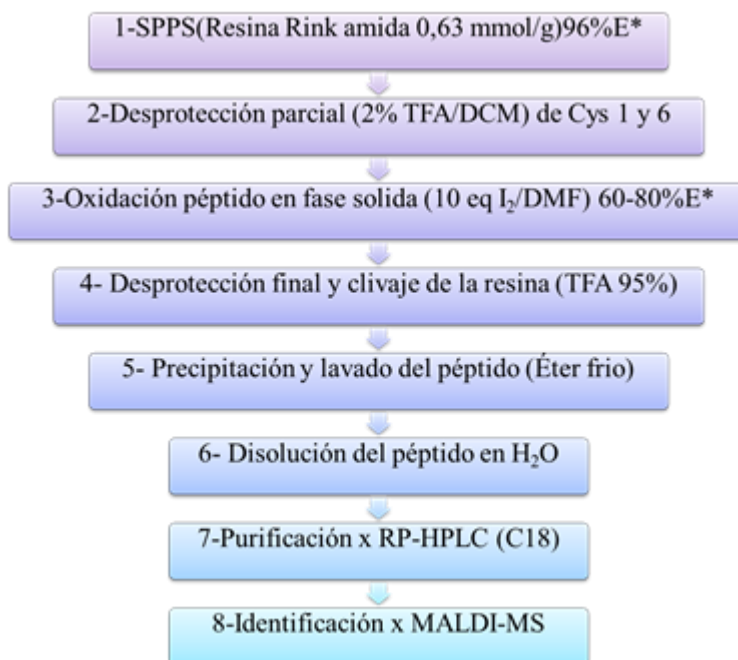 1-SPPS(Resina Rink amida 0,63 mmol/g)96%E*
2-Desprotección parcial (2% TFA/DCM) de Cys 1 y 6
3-Oxidación péptido en fase solida (10 eq I₂/DMF) 60-80%E*
4- Desprotección final y clivaje de la resina (TFA 95%)
5- Precipitación y lavado del péptido (Éter frio)
6- Disolución del péptido en H₂O
7-Purificación x RP-HPLC (C18)
8-Identificación x MALDI-MS